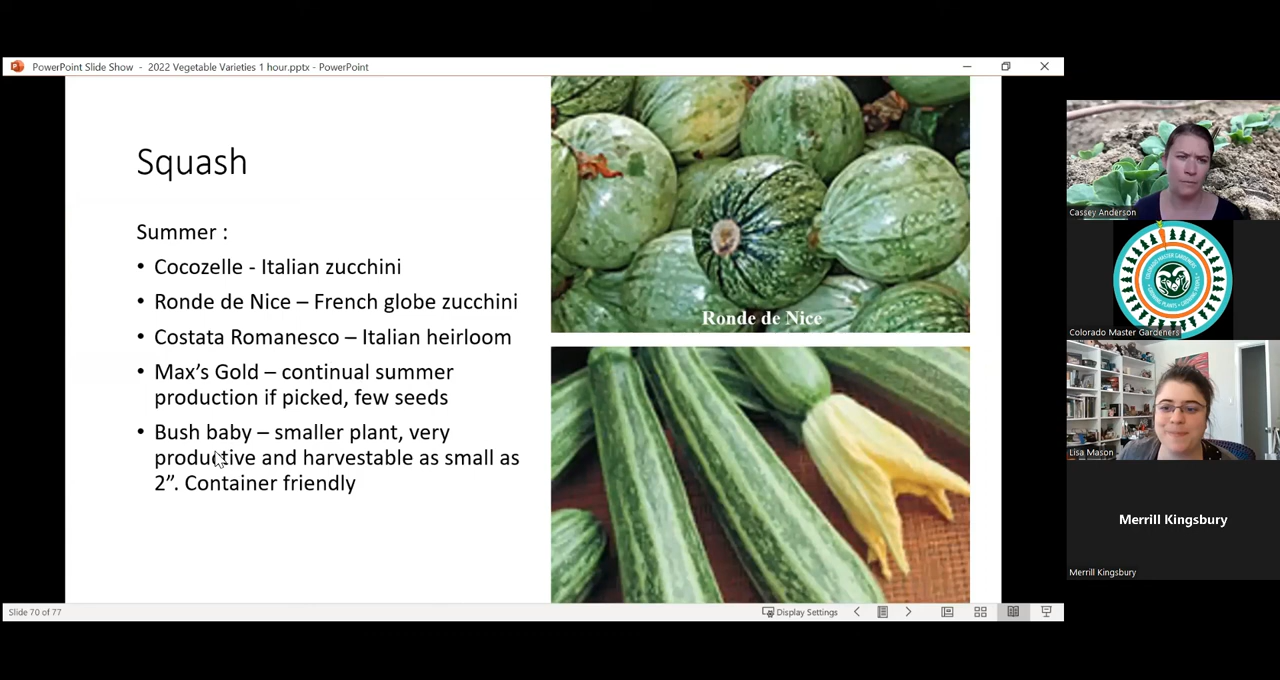 PowerPoint Slide Show - 2022 Vegetable Varieties 1 hour.pptx - PowerPoint
Squash
Summer :
• Cocozelle - Italian zucchini
• Ronde de Nice – French globe zucchini
• Costata Romanesco – Italian heirloom
• Max’s Gold – continual summer
production if picked, few seeds
• Bush baby – smaller plant, very
productive and harvestable as small as
2”. Container friendly
Ronde de Nice
Slide 70 of 77
Display Settings
Cassey Anderson
COLORADO MASTER GARDENERS
Colorado Master Gardeners
Lisa Mason
Merrill Kingsbury
Merrill Kingsbury